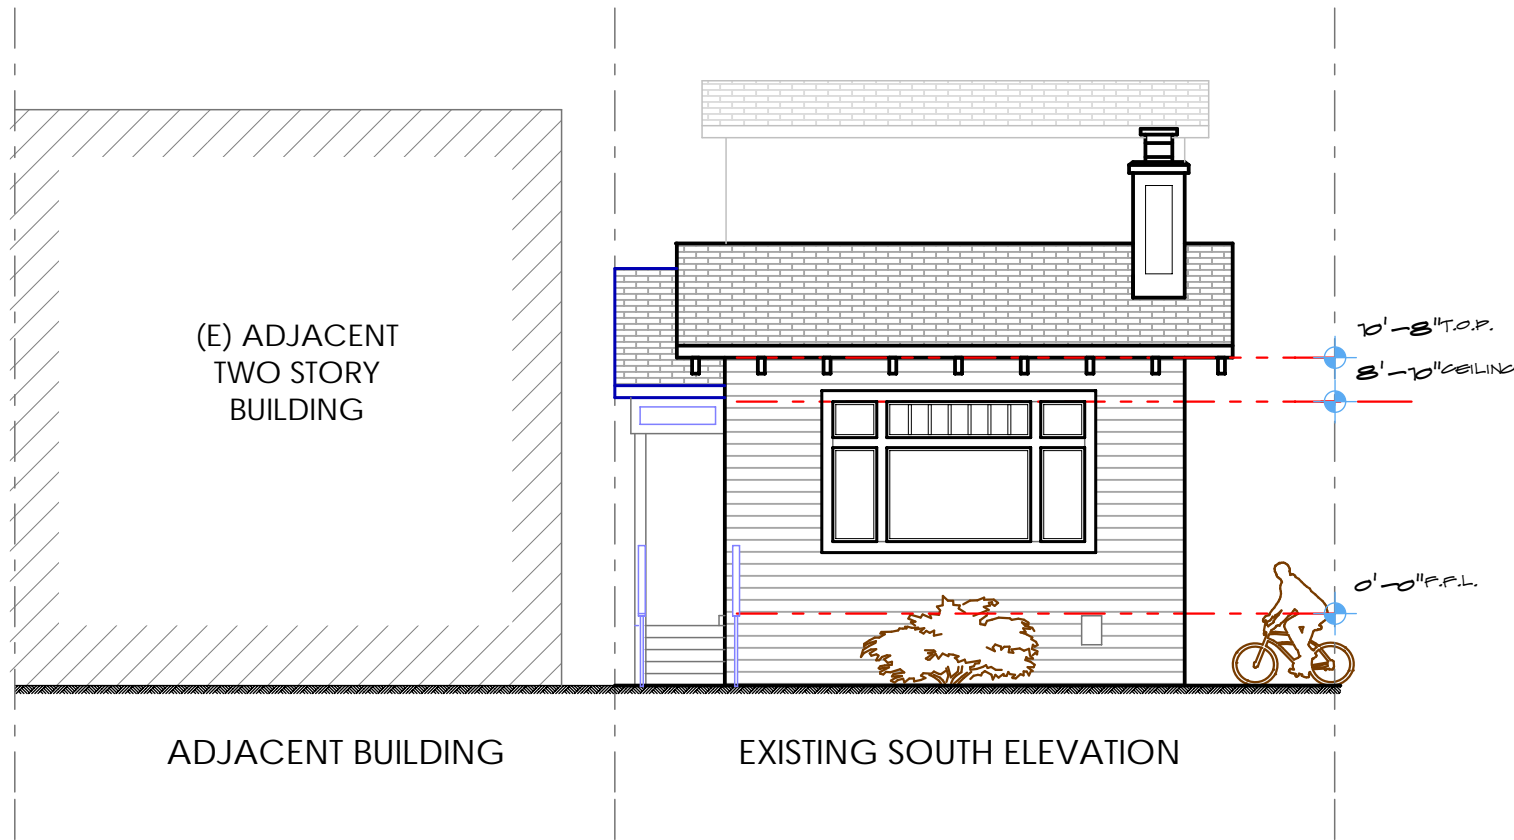 (E) ADJACENT
TWO STORY
BUILDING
10'-8" T.O.P.
8'-10" CEILING
0'-0" F.F.L.
ADJACENT BUILDING
EXISTING SOUTH ELEVATION